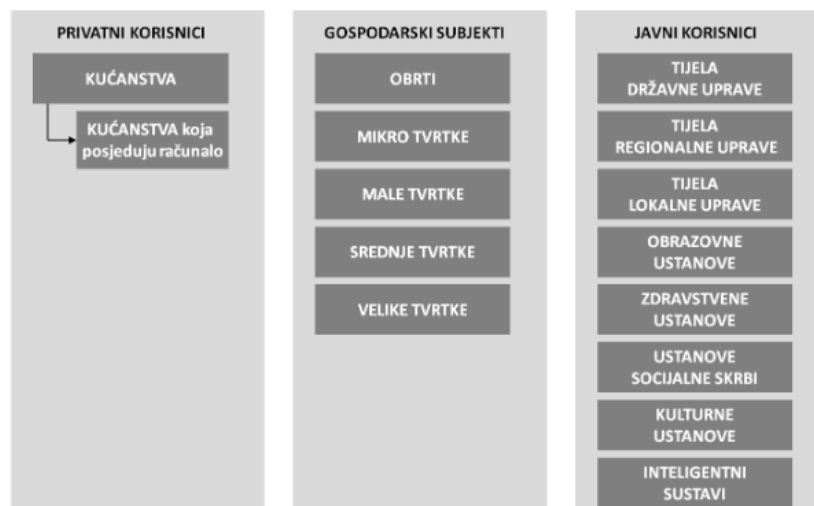 PRIVATNI KORISNICI
KUĆANSTVA
KUĆANSTVA koja
posjeduju računalo
GOSPODARSKI SUBJEKTI
OBRTI
MIKRO TVRTKE
MALE TVRTKE
SREDNJE TVRTKE
VELIKE TVRTKE
JAVNI KORISNICI
TIJELA
DRŽAVNE UPRAVE
TIJELA
REGIONALNE UPRAVE
TIJELA
LOKALNE UPRAVE
OBRAZOVNE
USTANOVE
ZDRAVSTVENE
USTANOVE
USTANOVE
SOCIJALNE SKRBI
KULTURNE
USTANOVE
INTELIGENTNI
SUSTAVI